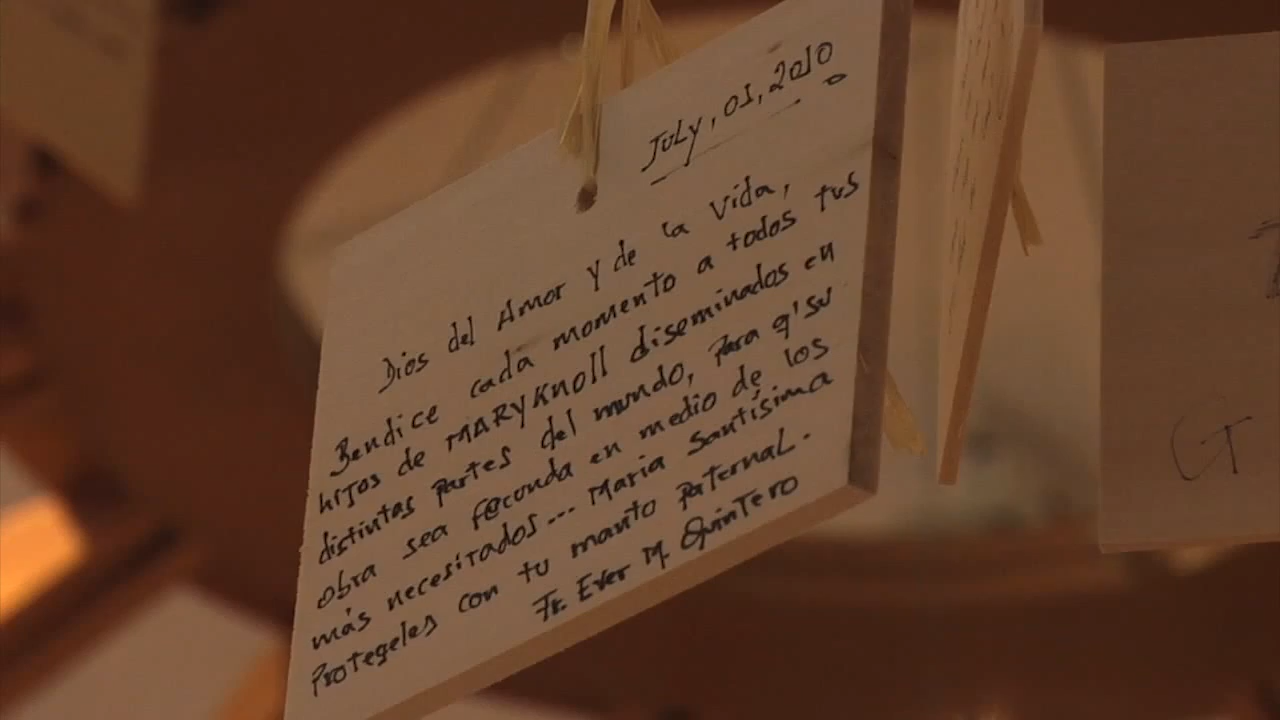 July, 01, 2010
Dios del Amor y de la Vida,
Bendice cada momento a todos tus
hijos de MARYKnoll diseminados en
distintas partes del mundo, para q'su
obra sea f@cunda en medio de los
más necesitados... Maria Santísima
Protegeles con tu manto paternal.
Fr. Ever M. Quintero
G